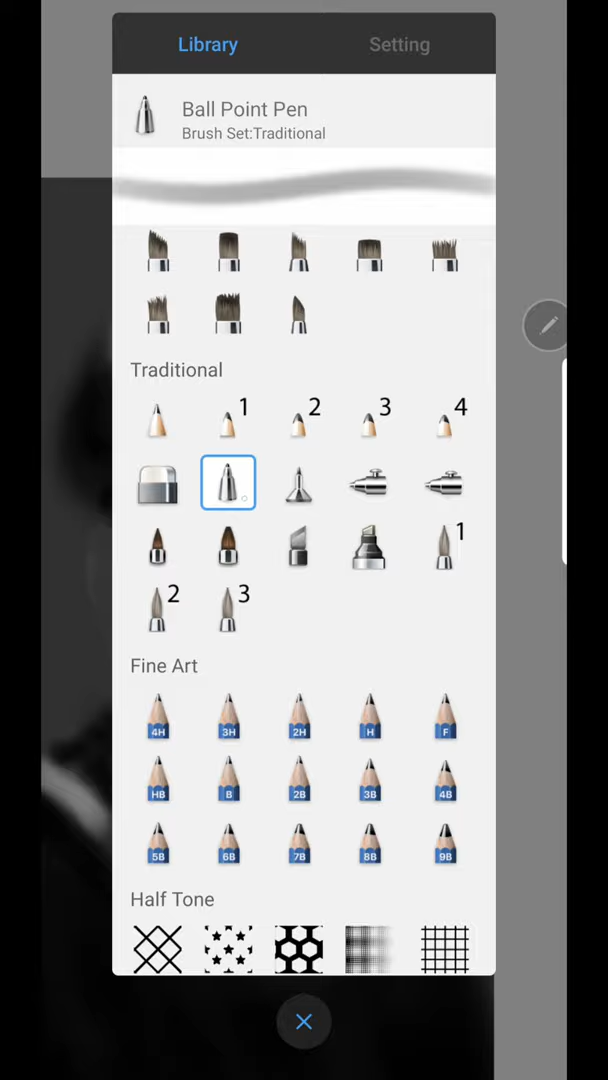 Library
Setting
Ball Point Pen
Brush Set:Traditional
Traditional
1
2
3
4
1
2
3
Fine Art
4H
3H
2H
H
F
HB
B
2B
3B
4B
5B
6B
7B
8B
9B
Half Tone